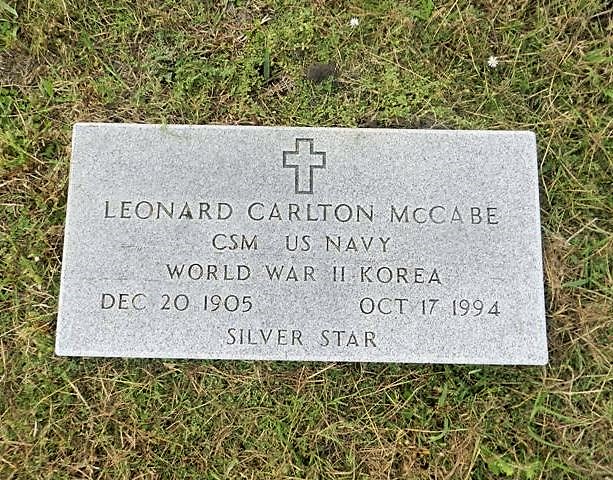 LEONARD CARLTON McCABE
CSM US NAVY
WORLD WAR II KOREA
DEC 20 1905 OCT 17 1994
SILVER STAR